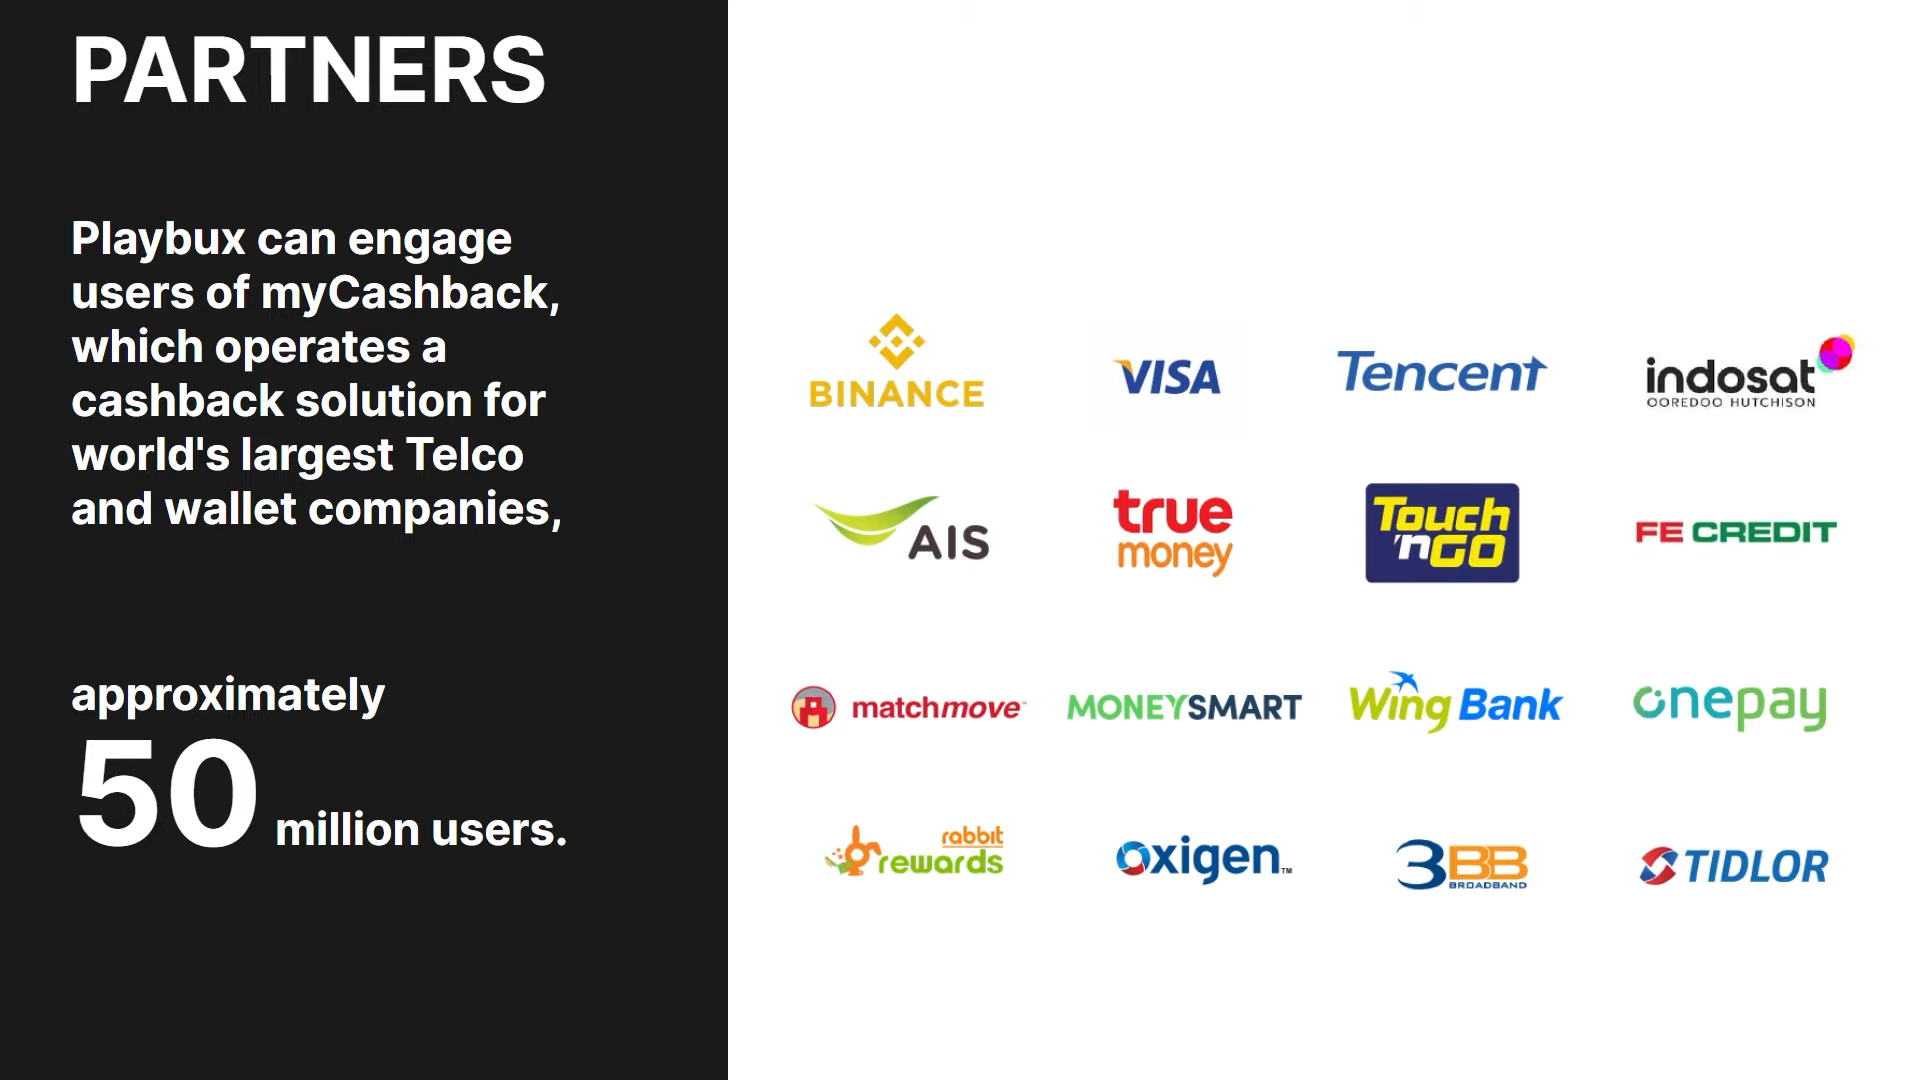 PARTNERS
Playbux can engage
users of myCashback,
which operates a
cashback solution for
world's largest Telco
and wallet companies,
approximately
50 million users.
BINANCE
VISA
Tencent
indosat
OOREDOO HUTCHISON
AIS
true
money
Touch
'n GO
FE CREDIT
matchmove™
MONEYSMART
Wing Bank
onepay
rabbit
rewards
oxigen™
3BB
BROADBAND
TIDLOR